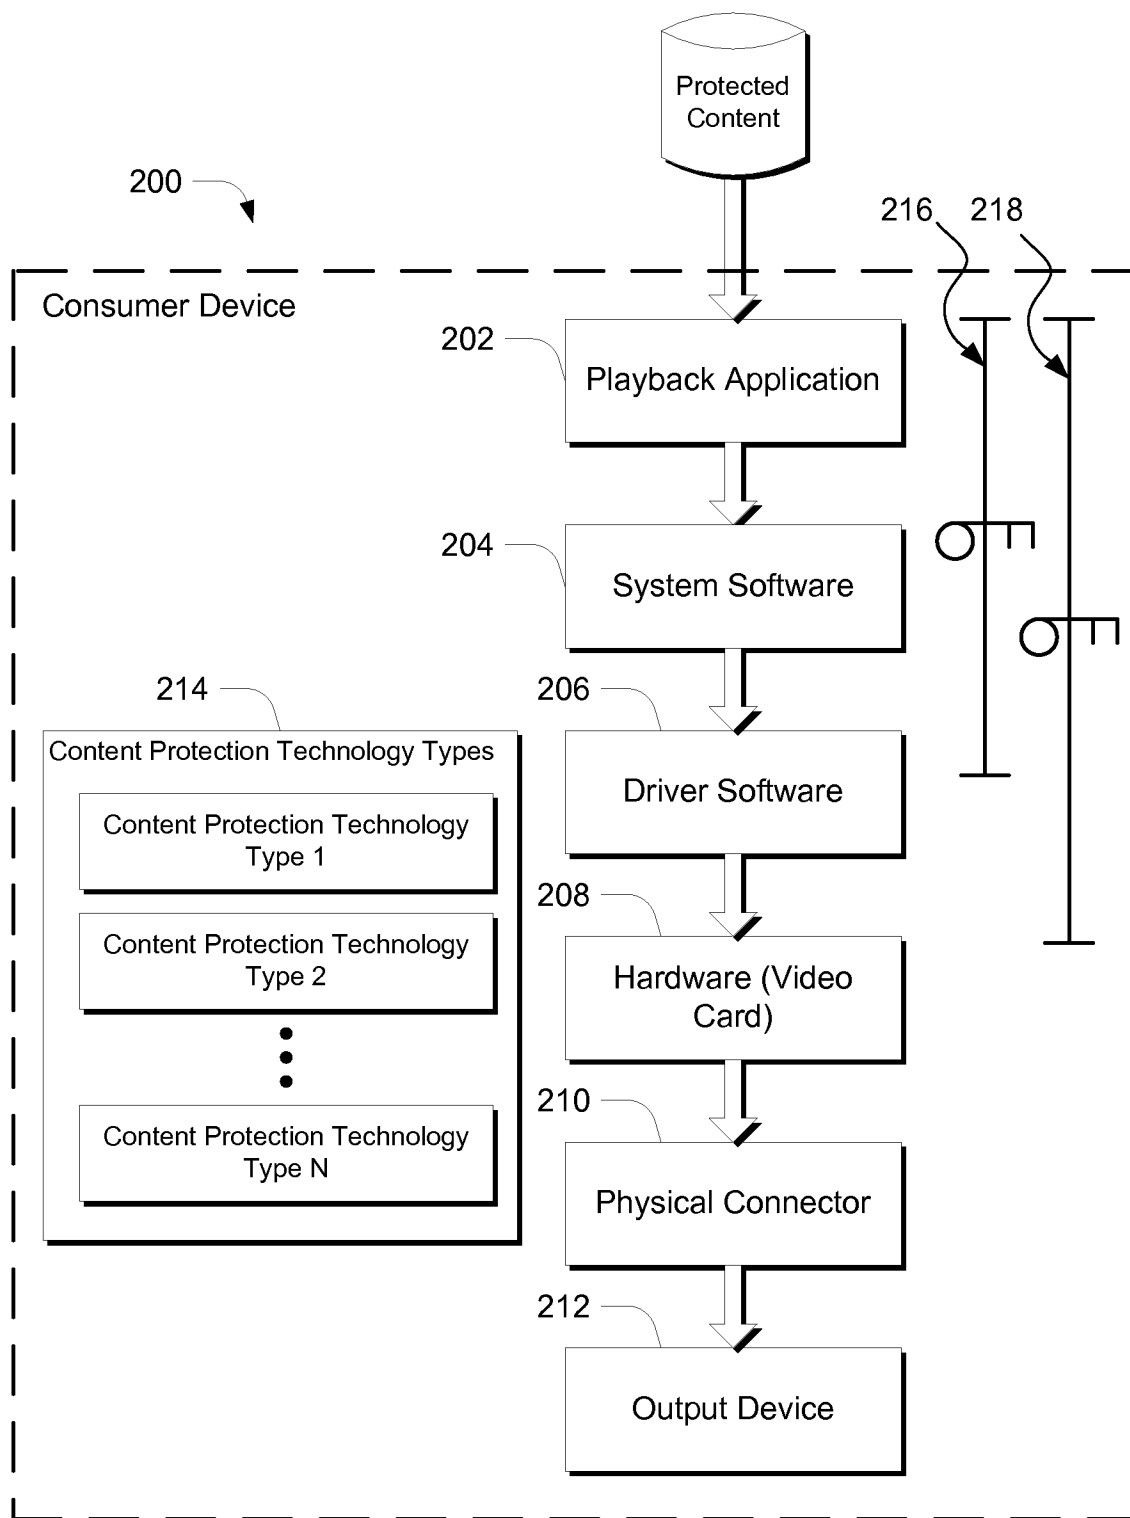 Protected
Content
200
216
218
Consumer Device
202
Playback Application
204
System Software
214
206
Content Protection Technology Types
Driver Software
Content Protection Technology
Type 1
208
Content Protection Technology
Type 2
Hardware (Video
Card)
210
Content Protection Technology
Type N
Physical Connector
212
Output Device